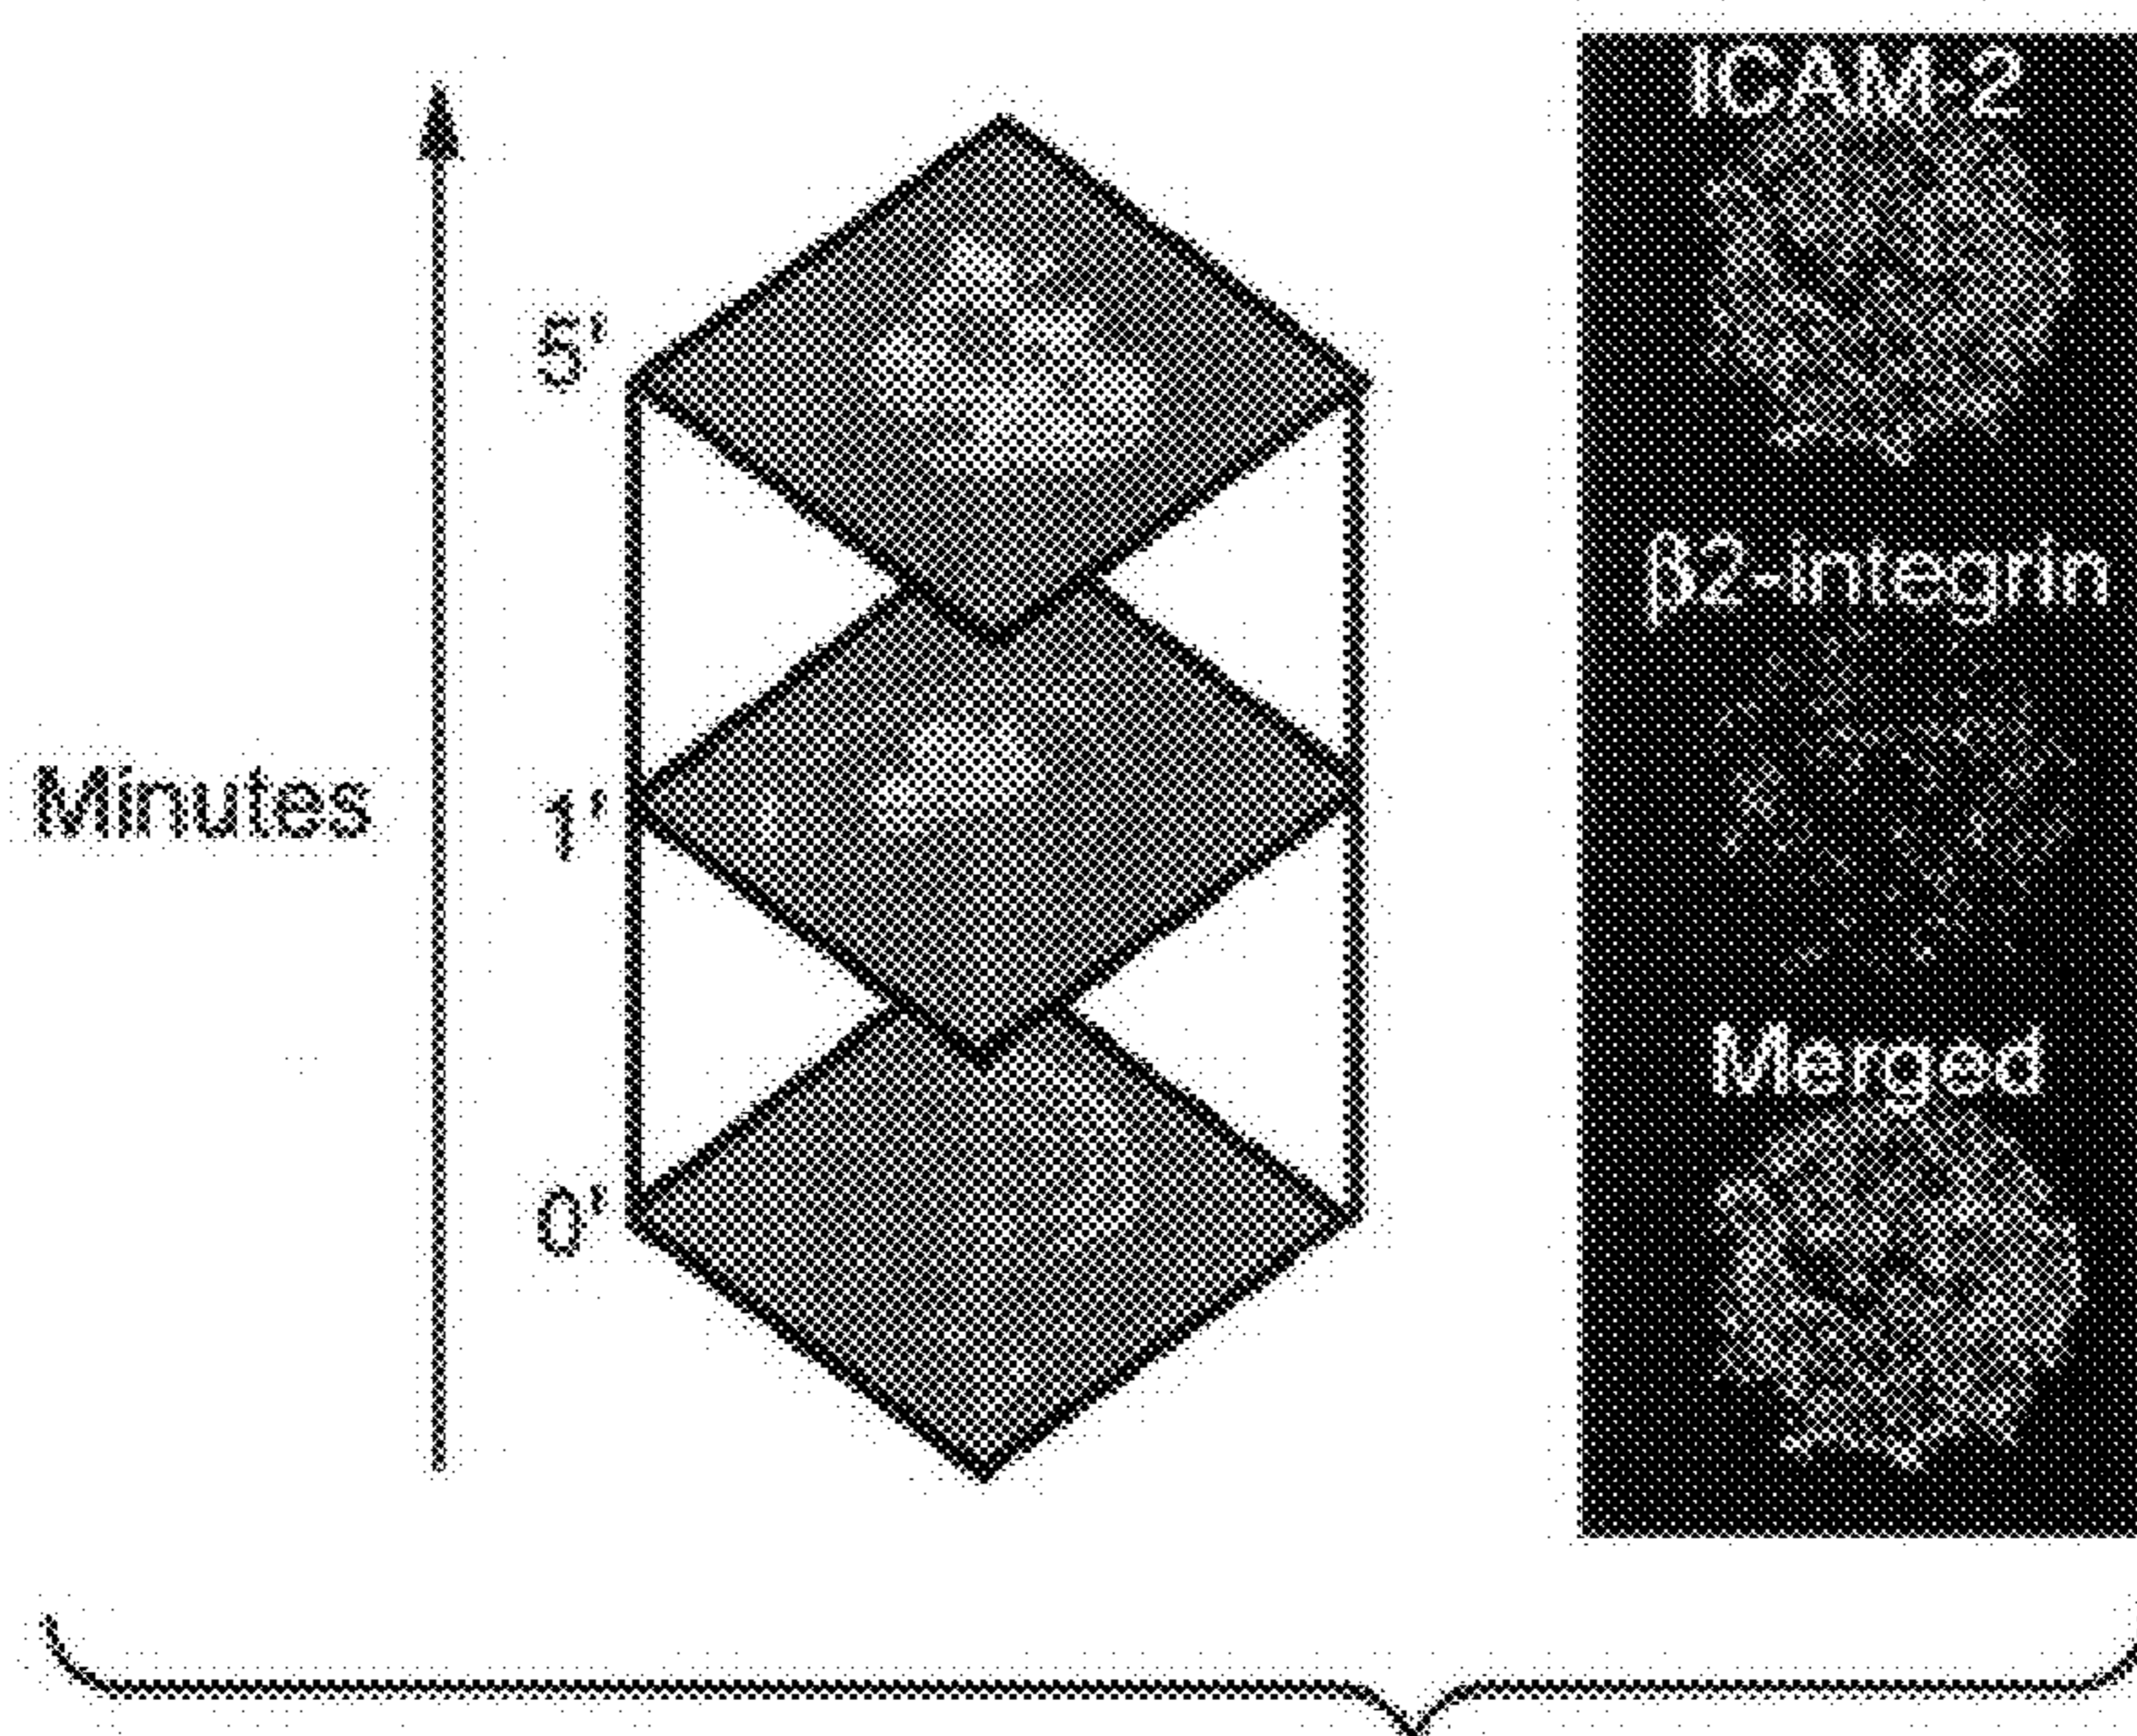 Minutes
5'
1'
0'
ICAM-2
β2-integrin
Merged